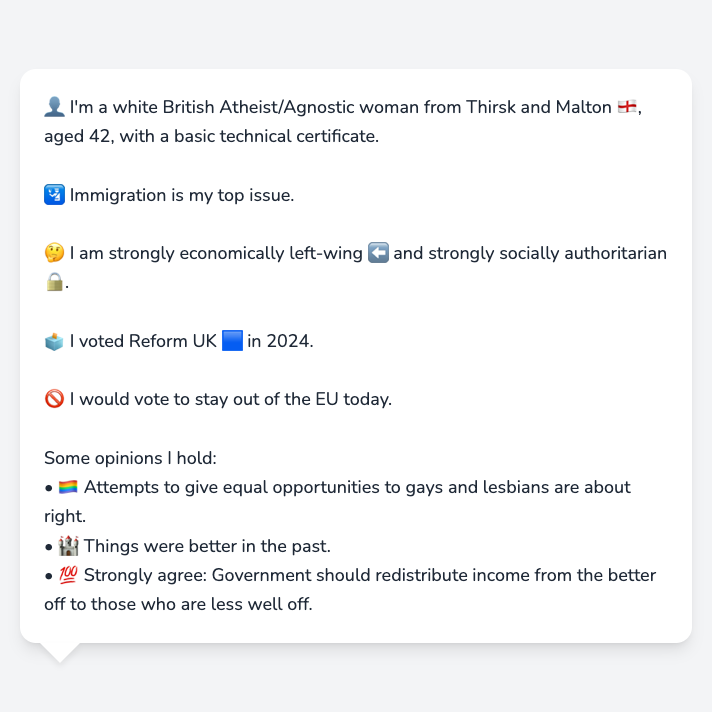 👤 I'm a white British Atheist/Agnostic woman from Thirsk and Malton 🏴󠁧󠁢󠁥󠁮󠁧󠁿,
aged 42, with a basic technical certificate.
🛂 Immigration is my top issue.
🤔 I am strongly economically left-wing ⬅️ and strongly socially authoritarian
🔒.
🗳️ I voted Reform UK 🟦 in 2024.
🚫 I would vote to stay out of the EU today.
Some opinions I hold:
• 🏳️‍🌈 Attempts to give equal opportunities to gays and lesbians are about
right.
• 🏰 Things were better in the past.
• 💯 Strongly agree: Government should redistribute income from the better
off to those who are less well off.